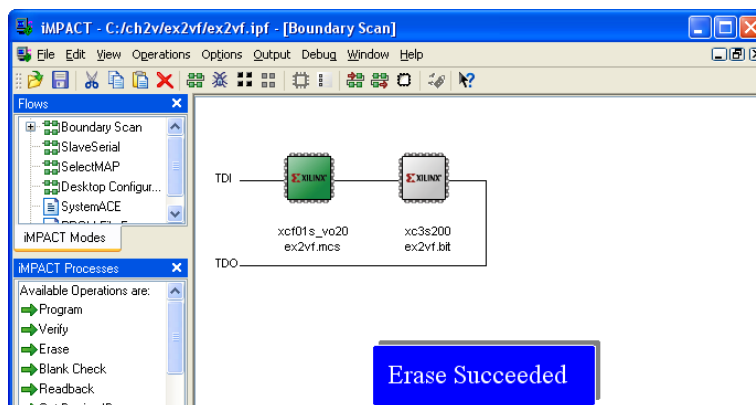 iMPACT - C:/ch2v/ex2vf/ex2vf.ipf - [Boundary Scan]
File Edit View Operations Options Output Debug Window Help
Flows
Boundary Scan
SlaveSerial
SelectMAP
Desktop Configur...
SystemACE
iMPACT Modes
iMPACT Processes
Available Operations are:
Program
Verify
Erase
Blank Check
Readback
TDI
XILINX
XILINX
xcf01s_vo20
ex2vf.mcs
xc3s200
ex2vf.bit
TDO
Erase Succeeded